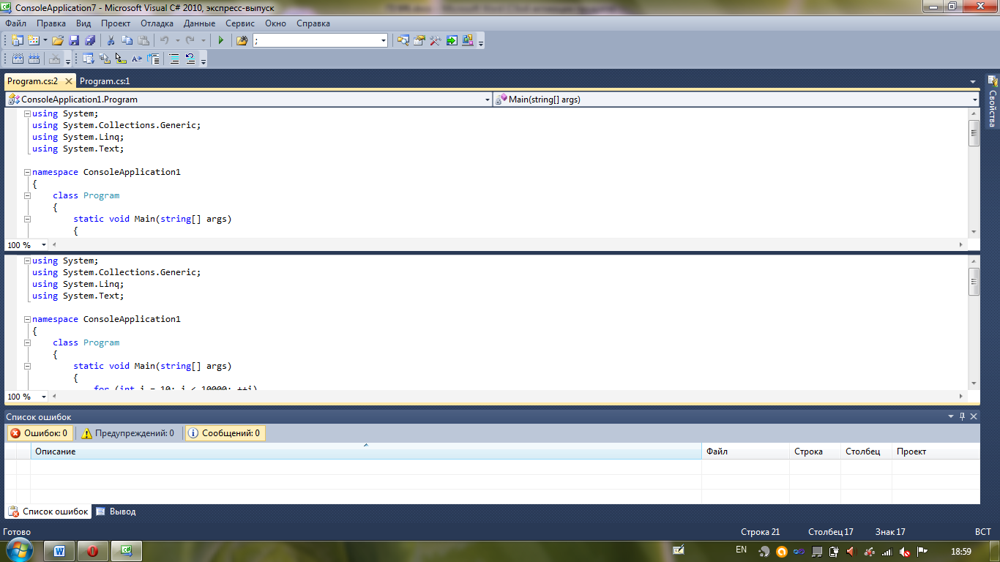 ConsoleApplication7 - Microsoft Visual C# 2010, экспресс-выпуск
Файл Правка Вид Проект Отладка Данные Сервис Окно Справка
;
Program.cs:2 Program.cs:1
ConsoleApplication1.Program Main(string[] args)
Свойства
using System;
using System.Collections.Generic;
using System.Linq;
using System.Text;
namespace ConsoleApplication1
{
class Program
{
static void Main(string[] args)
{
100 %
using System;
using System.Collections.Generic;
using System.Linq;
using System.Text;
namespace ConsoleApplication1
{
class Program
{
static void Main(string[] args)
{
for (int i = 10; i < 10000; ++i)
100 %
Список ошибок
Ошибок: 0 Предупреждений: 0 Сообщений: 0
Описание Файл Строка Столбец Проект
Список ошибок Вывод
Готово Строка 21 Столбец 17 Знак 17 ВСТ
EN 18:59